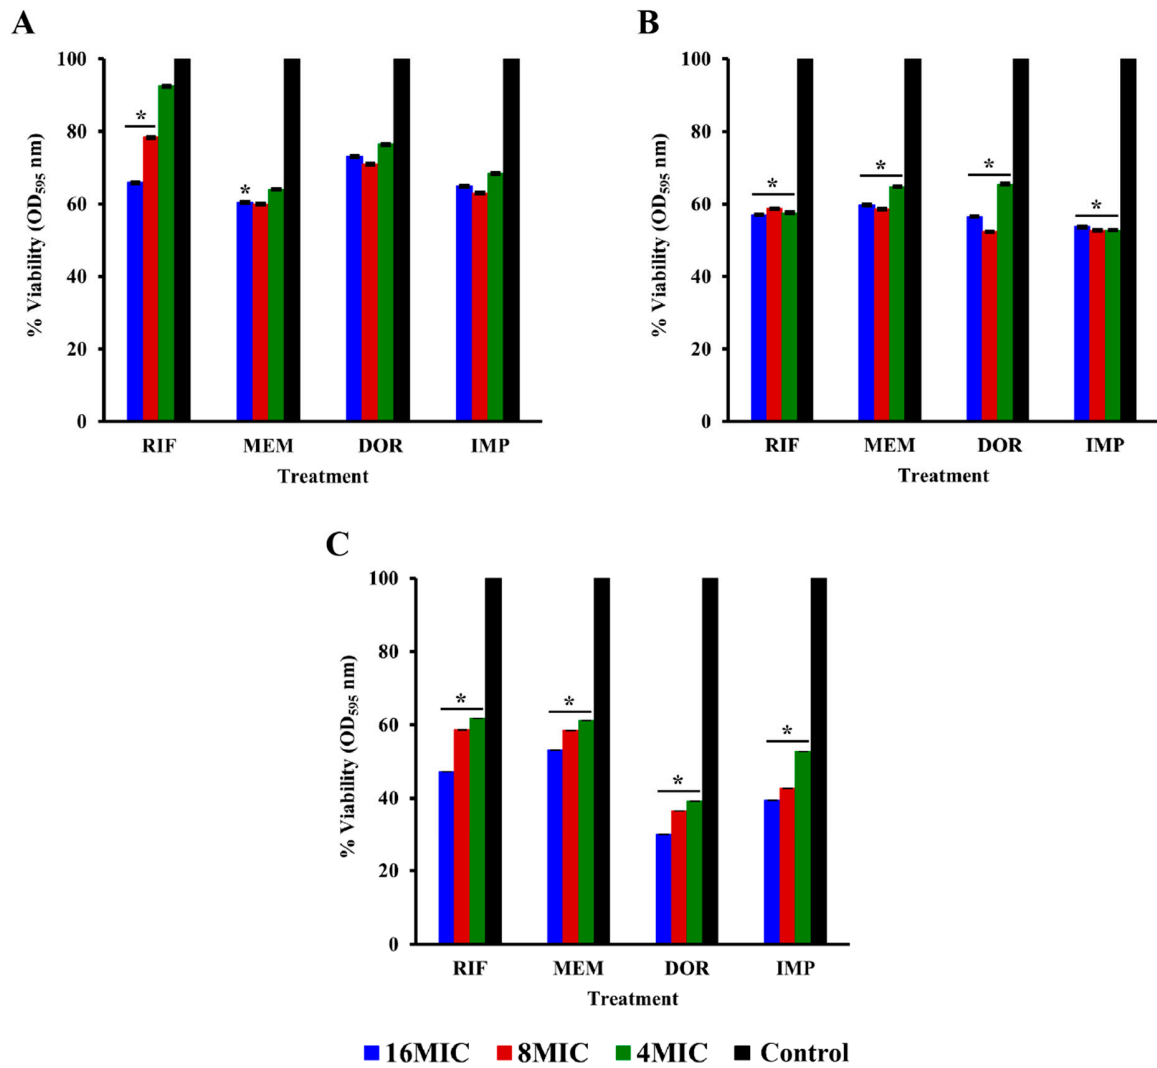 A
% Viability (OD595 nm)
100
80
60
40
20
0
*
*
RIF MEM DOR IMP
Treatment
B
% Viability (OD595 nm)
100
80
60
40
20
0
*
*
*
*
RIF MEM DOR IMP
Treatment
C
% Viability (OD595 nm)
100
80
60
40
20
0
*
*
*
*
RIF MEM DOR IMP
Treatment
16MIC 8MIC 4MIC Control